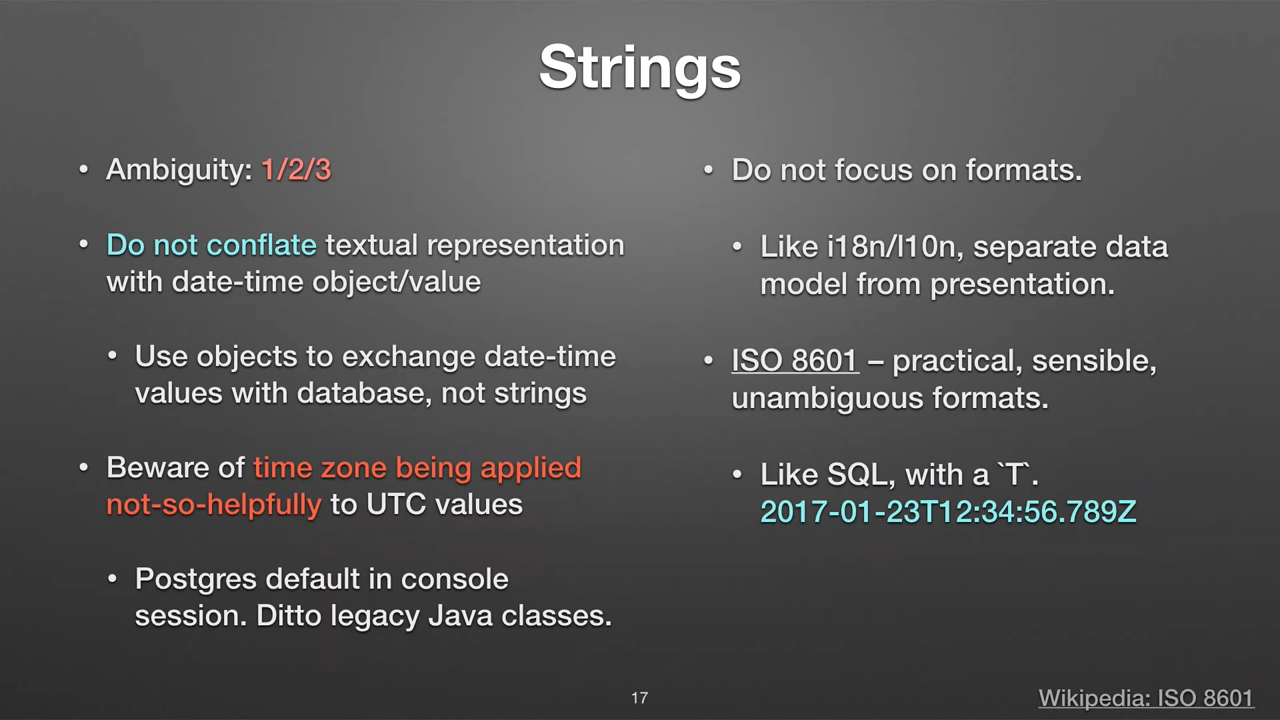 Strings
• Ambiguity: 1/2/3
• Do not conflate textual representation
with date-time object/value
• Use objects to exchange date-time
values with database, not strings
• Beware of time zone being applied
not-so-helpfully to UTC values
• Postgres default in console
session. Ditto legacy Java classes.
• Do not focus on formats.
• Like i18n/l10n, separate data
model from presentation.
• ISO 8601 – practical, sensible,
unambiguous formats.
• Like SQL, with a `T`.
2017-01-23T12:34:56.789Z
17
Wikipedia: ISO 8601